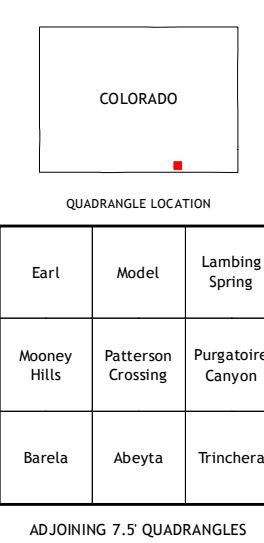 COLORADO
QUADRANGLE LOCATION
Earl
Model
Lambing
Spring
Mooney
Hills
Patterson
Crossing
Purgatoire
Canyon
Barela
Abeyta
Trinchera
ADJOINING 7.5' QUADRANGLES